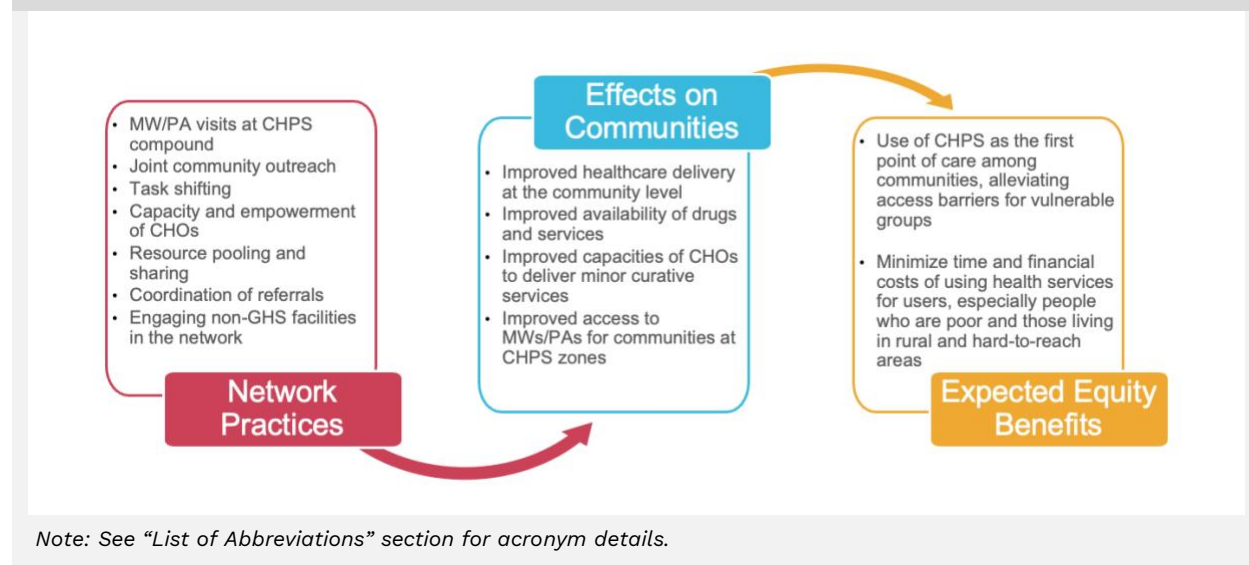 • MW/PA visits at CHPS
compound
• Joint community outreach
• Task shifting
• Capacity and empowerment
of CHOs
• Resource pooling and
sharing
• Coordination of referrals
• Engaging non-GHS facilities
in the network
Network
Practices
Effects on
Communities
• Improved healthcare delivery
at the community level
• Improved availability of drugs
and services
• Improved capacities of CHOs
to deliver minor curative
services
• Improved access to
MWs/PAs for communities at
CHPS zones
• Use of CHPS as the first
point of care among
communities, alleviating
access barriers for vulnerable
groups
• Minimize time and financial
costs of using health services
for users, especially people
who are poor and those living
in rural and hard-to-reach
areas
Expected Equity
Benefits
Note: See “List of Abbreviations” section for acronym details.